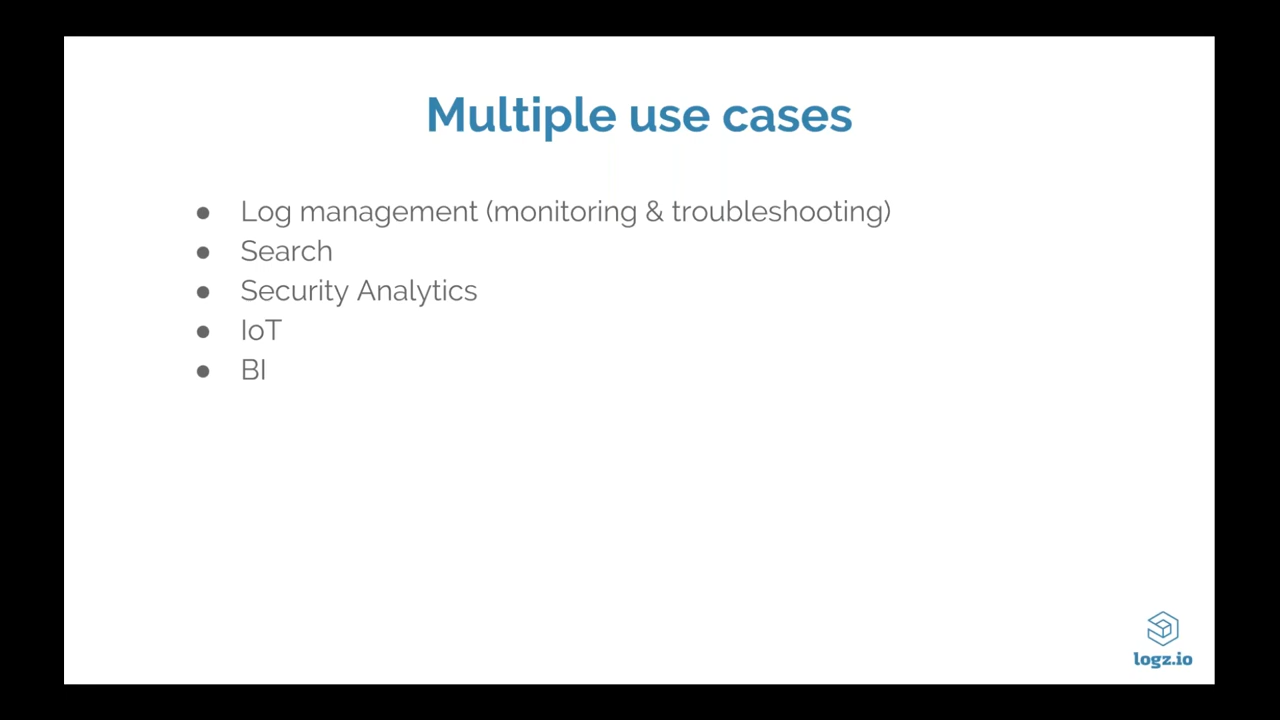 Multiple use cases
● Log management (monitoring & troubleshooting)
● Search
● Security Analytics
● IoT
● BI
logz.io